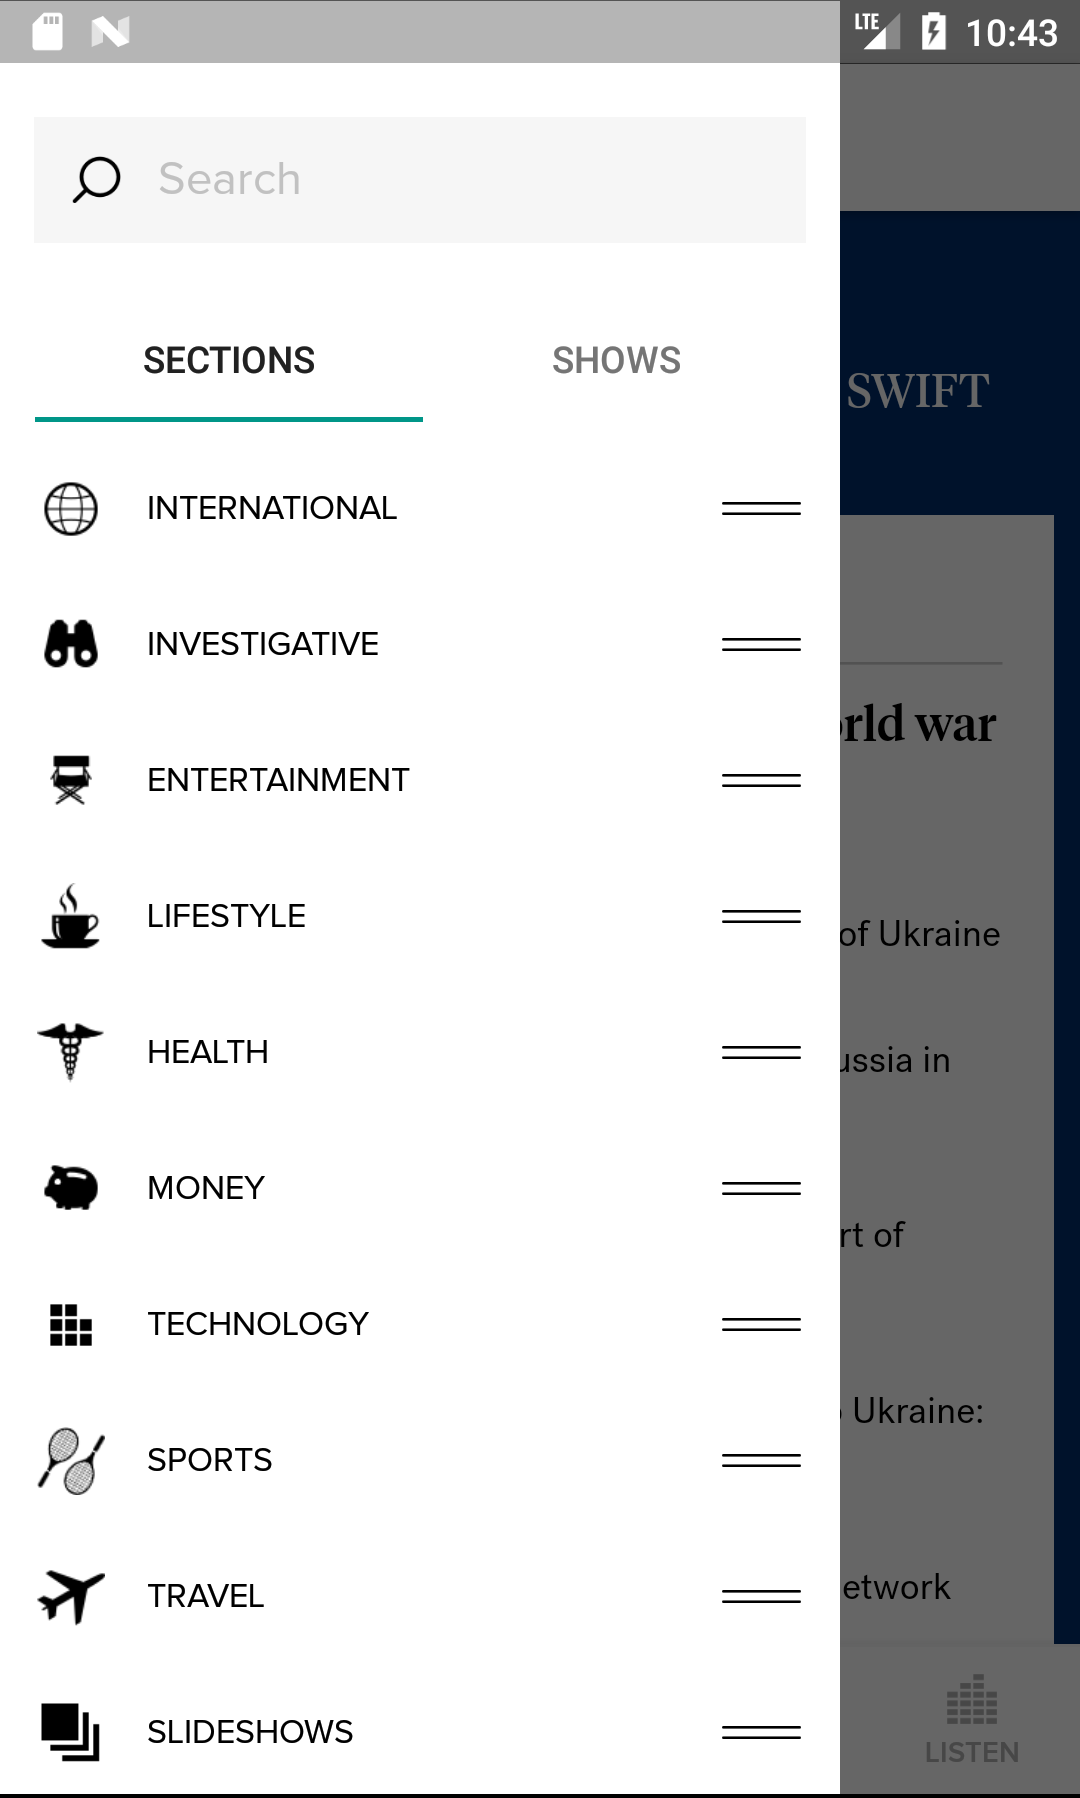 LTE 10:43
Search
SECTIONS SHOWS
SWIFT
INTERNATIONAL
INVESTIGATIVE
world war
ENTERTAINMENT
LIFESTYLE
of Ukraine
HEALTH
ussia in
MONEY
rt of
TECHNOLOGY
Ukraine:
SPORTS
TRAVEL
etwork
SLIDESHOWS
LISTEN